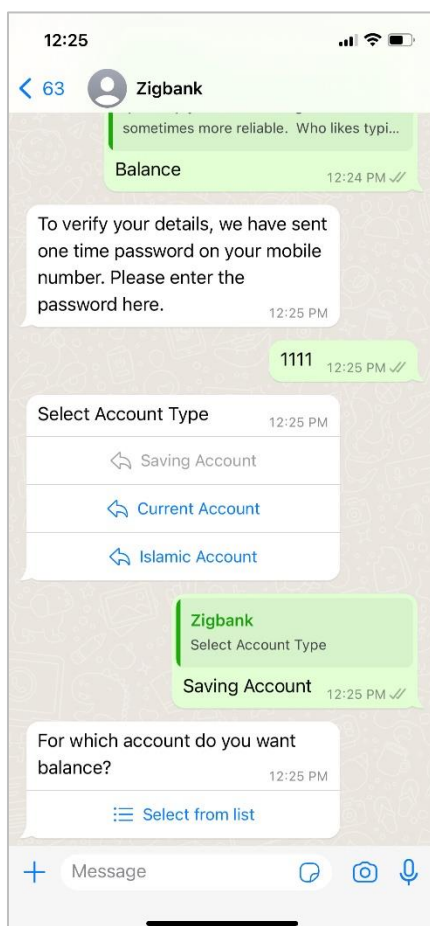 12:25
63
Zigbank
sometimes more reliable. Who likes typi...
Balance
12:24 PM
To verify your details, we have sent
one time password on your mobile
number. Please enter the
password here.
12:25 PM
1111
12:25 PM
Select Account Type
12:25 PM
Saving Account
Current Account
Islamic Account
Zigbank
Select Account Type
Saving Account
12:25 PM
For which account do you want
balance?
12:25 PM
Select from list
Message